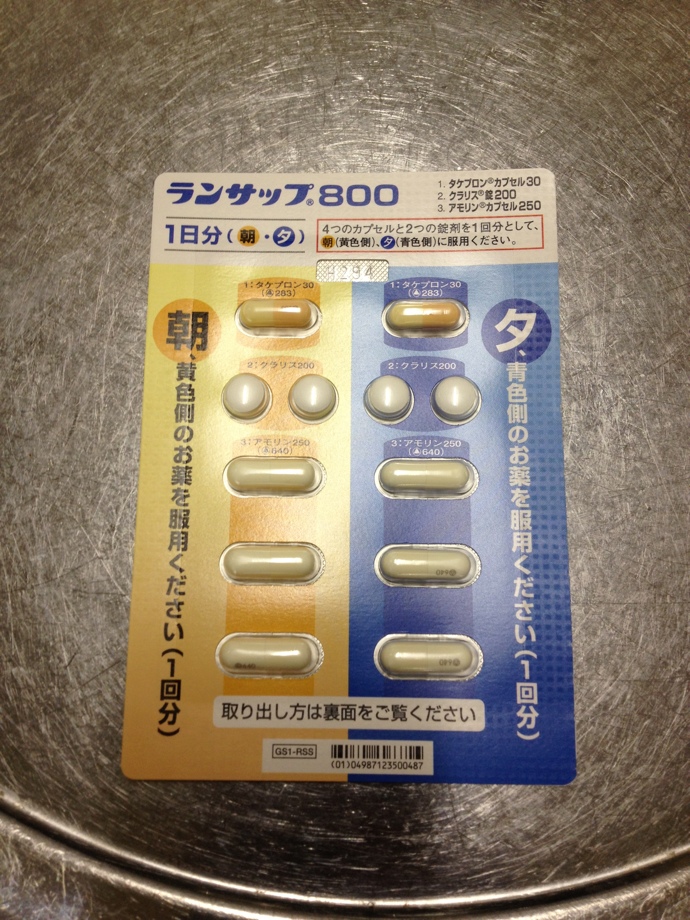 ランサップ®800
1. タケプロン®カプセル30
2. クラリス®錠200
3. アモリン®カプセル250
1日分(朝・夕)
4つのカプセルと2つの錠剤を1回分として、
朝(黄色側)、夕(青色側)に服用ください。
H294
1:タケプロン30
(283)
1:タケプロン30
(283)
朝、黄色側のお薬を服用ください(1回分)
夕、青色側のお薬を服用ください(1回分)
2:クラリス200
2:クラリス200
3:アモリン250
(640)
3:アモリン250
(640)
640
640
640
取り出し方は裏面をご覧ください
GS1-RSS
(01)04987123500487